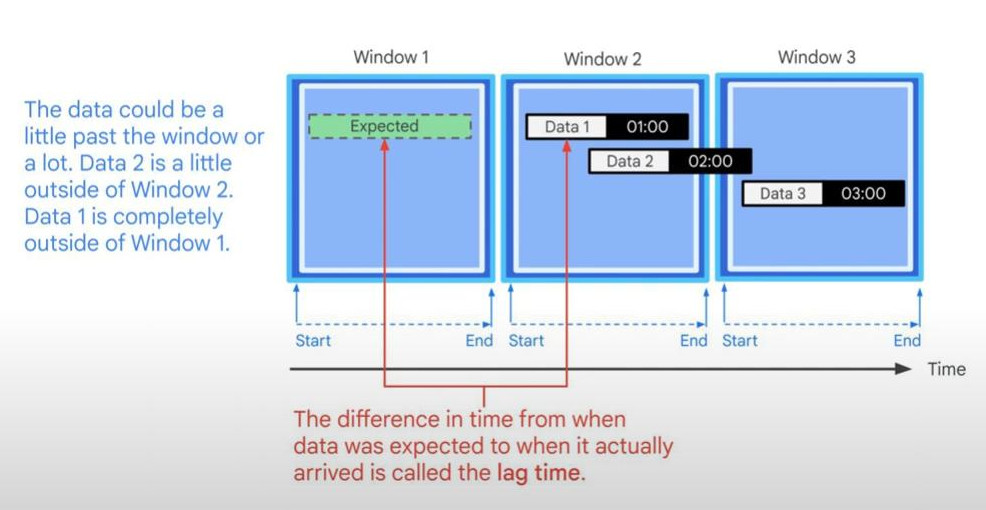 Window 1
Window 2
Window 3
The data could be a
little past the window or
a lot. Data 2 is a little
outside of Window 2.
Data 1 is completely
outside of Window 1.
Expected
Data 1 01:00
Data 2 02:00
Data 3 03:00
Start End Start End Start End
Time
The difference in time from when
data was expected to when it actually
arrived is called the lag time.